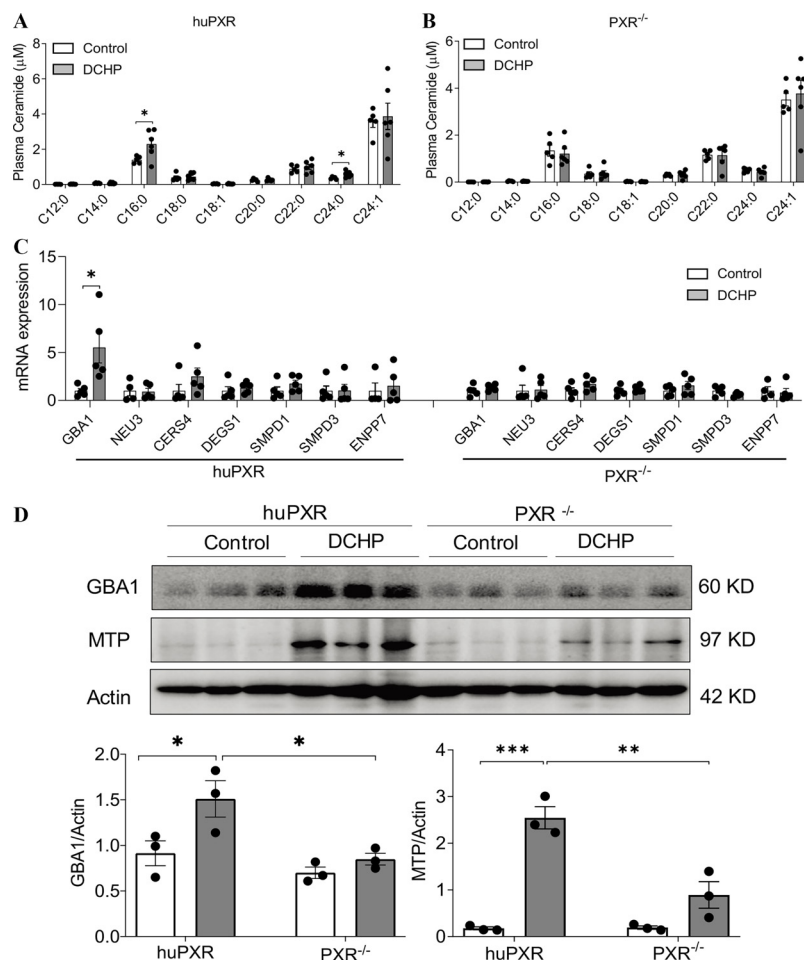 A
huPXR
Plasma Ceramide (μM)
8
6
4
2
0
Control
DCHP
*
*
C12:0
C14:0
C16:0
C18:0
C18:1
C20:0
C22:0
C24:0
C24:1
B
PXR-/-
Plasma Ceramide (μM)
6
4
2
0
Control
DCHP
C12:0
C14:0
C16:0
C18:0
C18:1
C20:0
C22:0
C24:0
C24:1
C
mRNA expression
15
10
5
0
*
Control
DCHP
GBA1
NEU3
CERS4
DEGS1
SMPD1
SMPD3
ENPP7
GBA1
NEU3
CERS4
DEGS1
SMPD1
SMPD3
ENPP7
huPXR
PXR-/-
D
huPXR
PXR -/-
Control
DCHP
Control
DCHP
GBA1
60 KD
MTP
97 KD
Actin
42 KD
GBA1/Actin
2.0
1.5
1.0
0.5
0.0
*
*
huPXR
PXR-/-
MTP/Actin
4
3
2
1
0
***
**
huPXR
PXR-/-